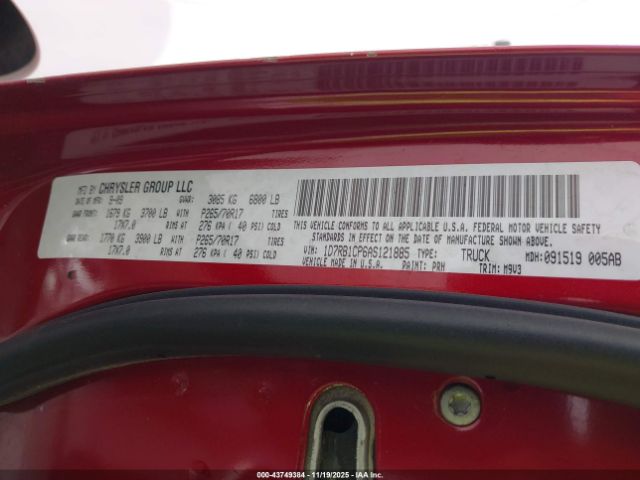 MFD BY CHRYSLER GROUP LLC
DATE OF MFR: 9-09 GVWR: 3085 KG 6800 LB
GAWR FRONT: 1679 KG 3700 LB WITH P265/70R17 TIRES
17X7.0 RIMS AT 276 KPA ( 40 PSI) COLD
GAWR REAR: 1770 KG 3900 LB WITH P265/70R17 TIRES
17X7.0 RIMS AT 276 KPA ( 40 PSI) COLD
THIS VEHICLE CONFORMS TO ALL APPLICABLE U.S.A. FEDERAL MOTOR VEHICLE SAFETY
STANDARDS IN EFFECT ON THE DATE OF MANUFACTURE SHOWN ABOVE.
VIN: 1D7RB1CP6AS121885 TYPE: TRUCK MDH: 091519 005AB
MADE IN U.S.A. PAINT: PRH TRIM: M9V3
IAA: 43749384 | 11/19/2025 | IAA Inc.